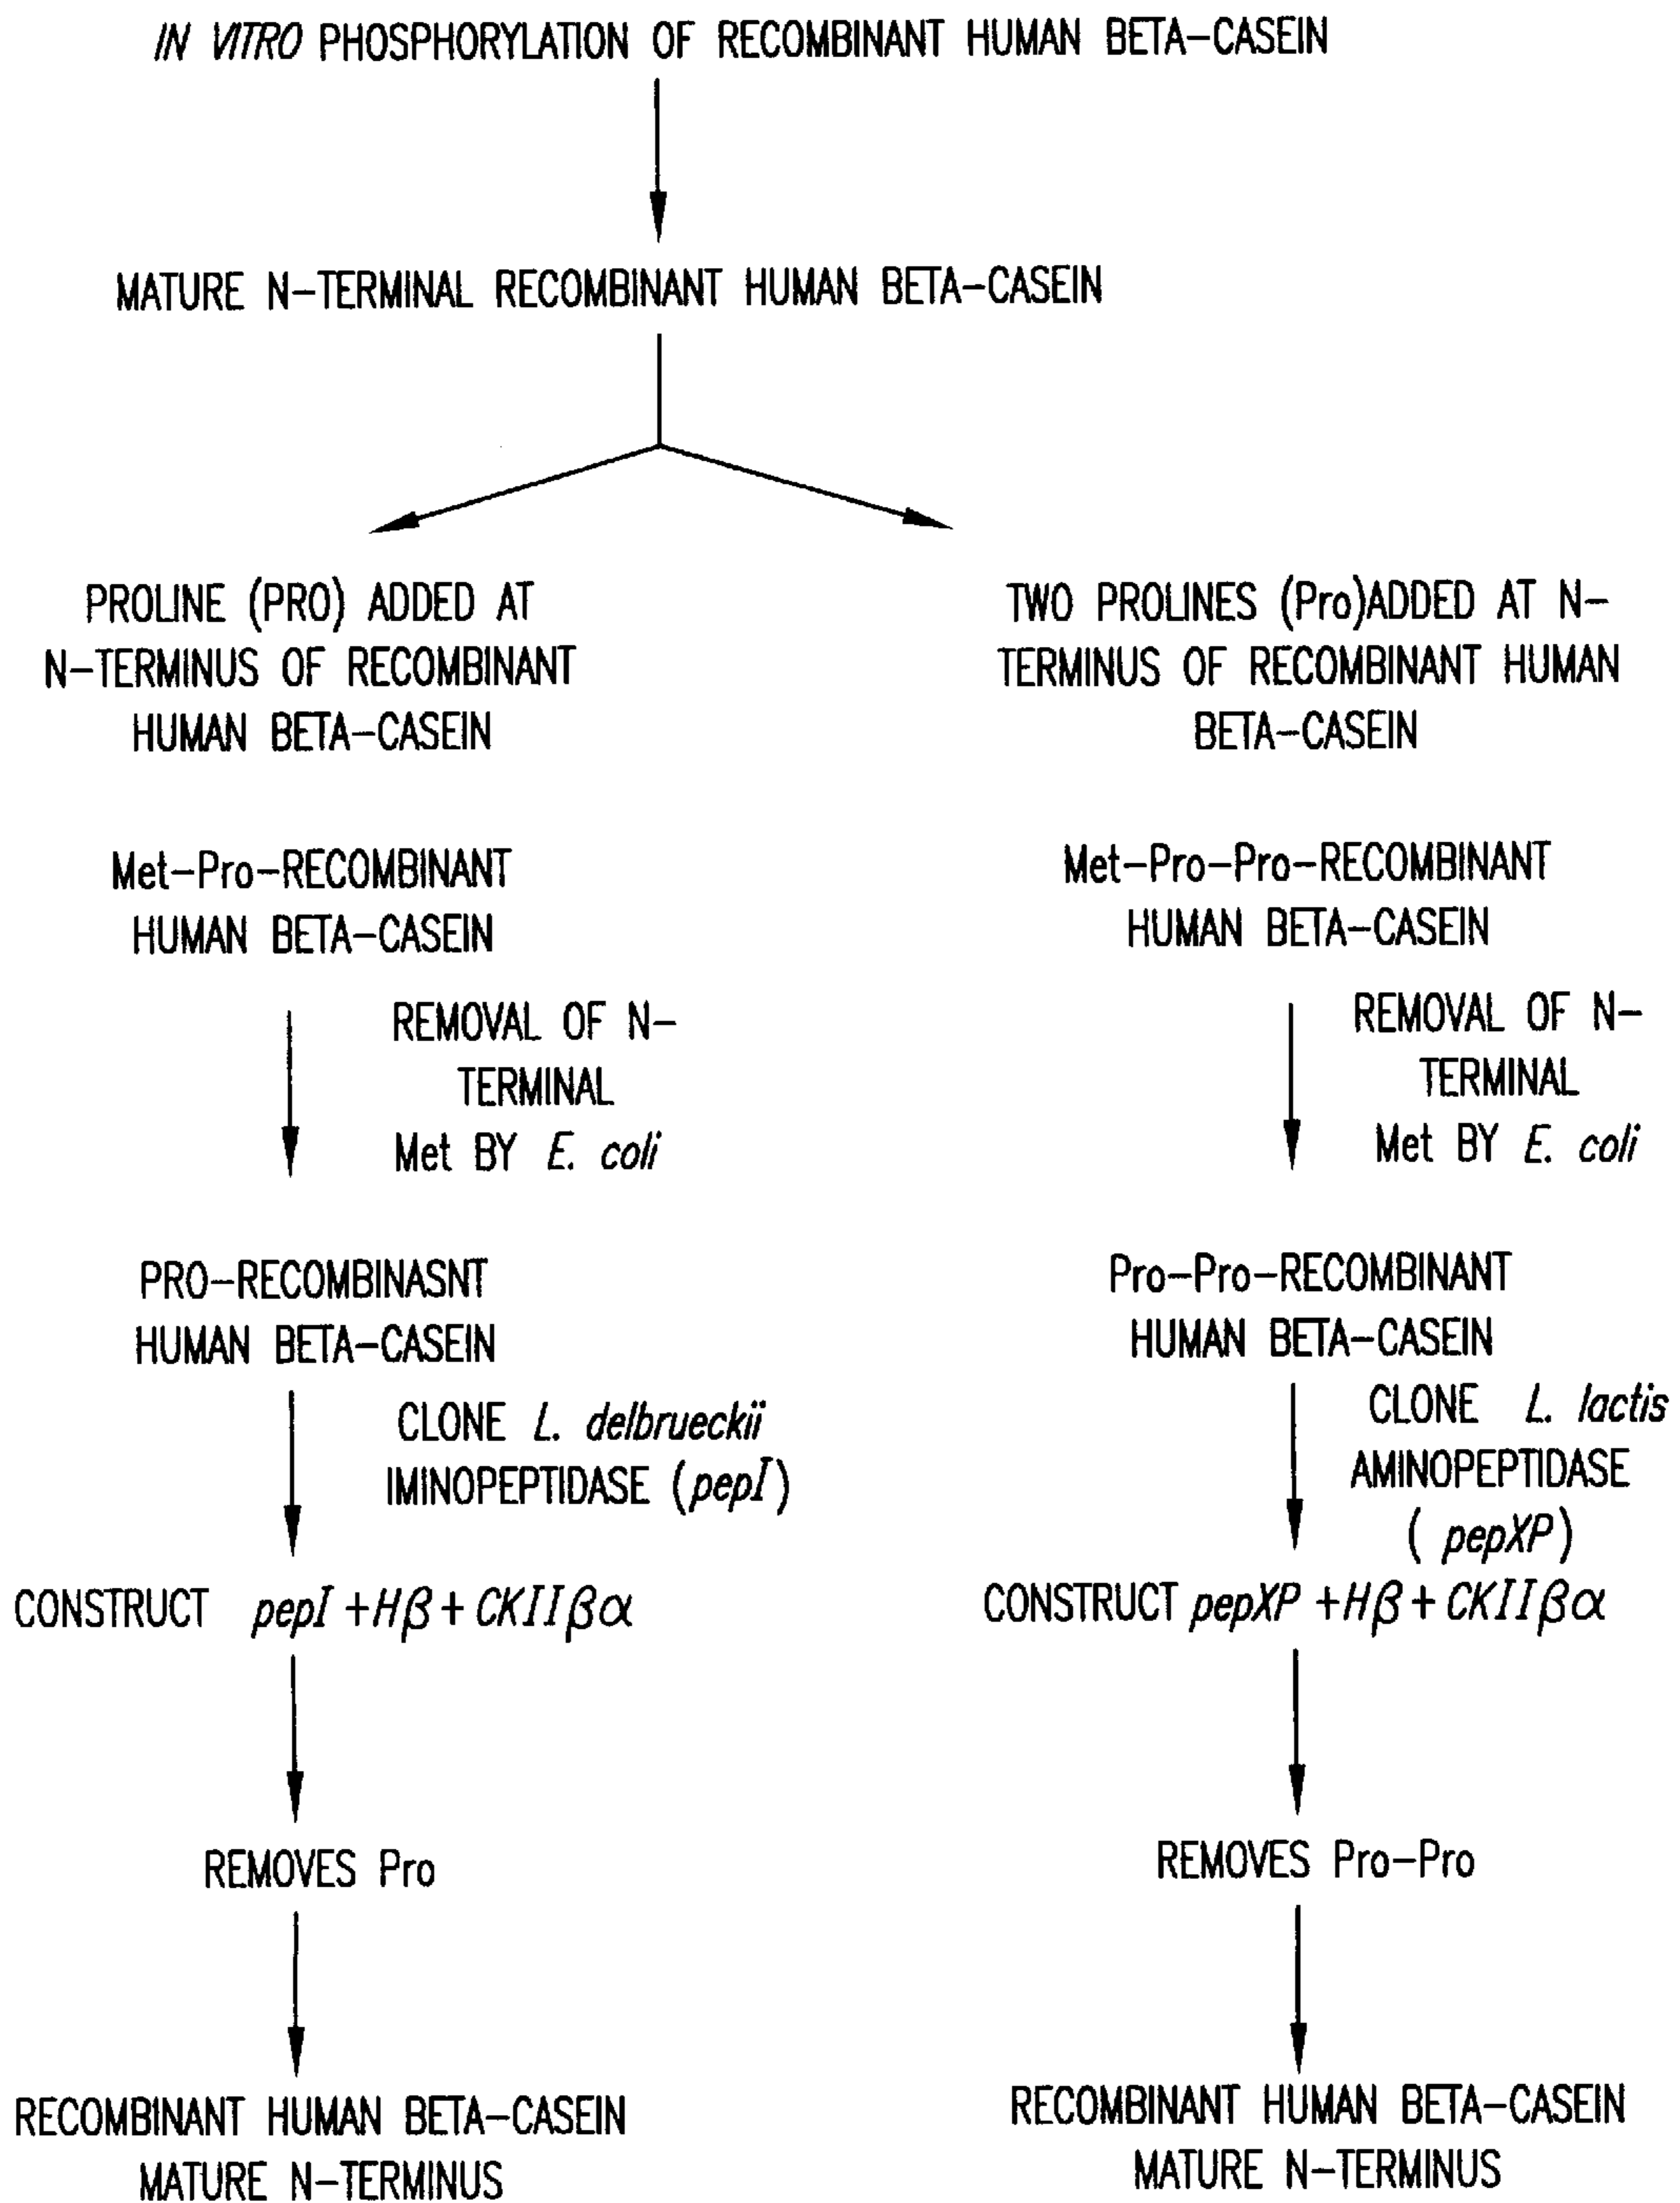 IN VITRO PHOSPHORYLATION OF RECOMBINANT HUMAN BETA-CASEIN
MATURE N-TERMINAL RECOMBINANT HUMAN BETA-CASEIN
PROLINE (PRO) ADDED AT
N-TERMINUS OF RECOMBINANT
HUMAN BETA-CASEIN
Met-Pro-RECOMBINANT
HUMAN BETA-CASEIN
REMOVAL OF N-
TERMINAL
Met BY E. coli
PRO-RECOMBINASNT
HUMAN BETA-CASEIN
CLONE L. delbrueckii
IMINOPEPTIDASE (pepI)
CONSTRUCT pepI +Hβ+ CKIIβα
REMOVES Pro
RECOMBINANT HUMAN BETA-CASEIN
MATURE N-TERMINUS
TWO PROLINES (Pro)ADDED AT N-
TERMINUS OF RECOMBINANT HUMAN
BETA-CASEIN
Met-Pro-Pro-RECOMBINANT
HUMAN BETA-CASEIN
REMOVAL OF N-
TERMINAL
Met BY E. coli
Pro-Pro-RECOMBINANT
HUMAN BETA-CASEIN
CLONE L. lactis
AMINOPEPTIDASE
( pepXP)
CONSTRUCT pepXP +Hβ+ CKIIβα
REMOVES Pro-Pro
RECOMBINANT HUMAN BETA-CASEIN
MATURE N-TERMINUS